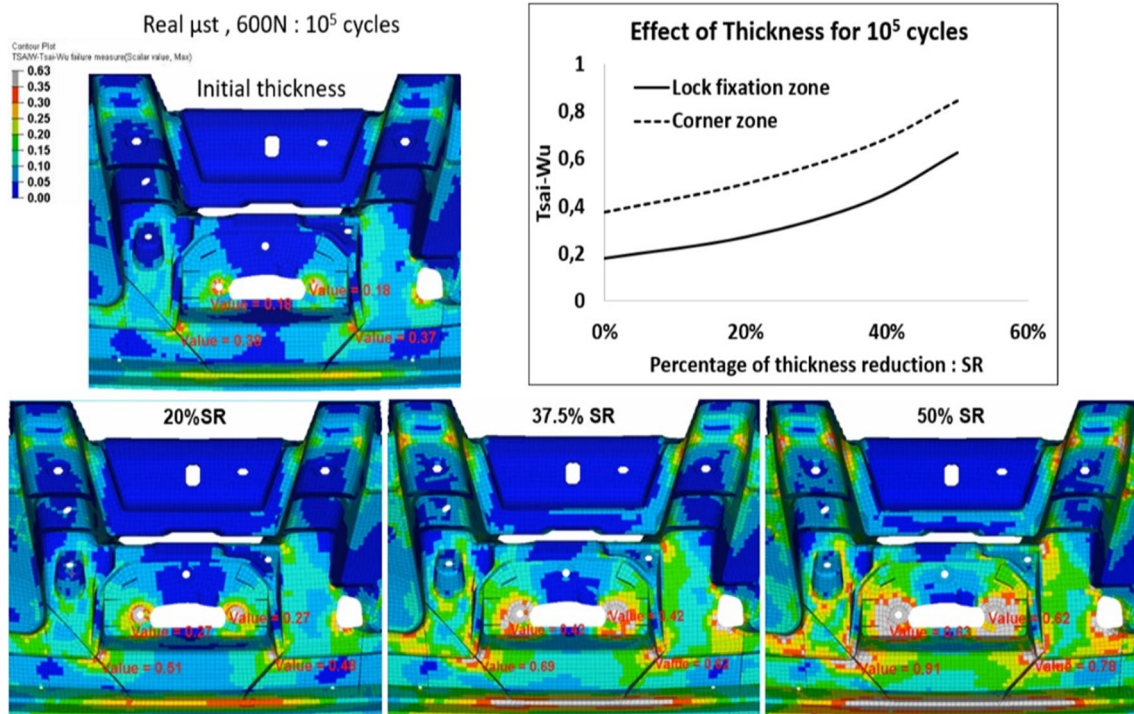 Real µst , 600N : 10⁵ cycles
Contour Plot
TSAIW-Tsai-Wu failure measure(Scalar value, Max)
0.63
0.35
0.30
0.25
0.20
0.15
0.10
0.05
0.00
Initial thickness
Value = 0.18
Value = 0.18
Value = 0.38
Value = 0.37
Effect of Thickness for 10⁵ cycles
Tsai-Wu
1
0,8
0,6
0,4
0,2
0
Lock fixation zone
Corner zone
0%
20%
40%
60%
Percentage of thickness reduction : SR
20%SR
Value = 0.27
Value = 0.27
Value = 0.51
Value = 0.48
37.5% SR
Value = 0.42
Value = 0.42
Value = 0.69
Value = 0.62
50% SR
Value = 0.62
Value = 0.63
Value = 0.91
Value = 0.78